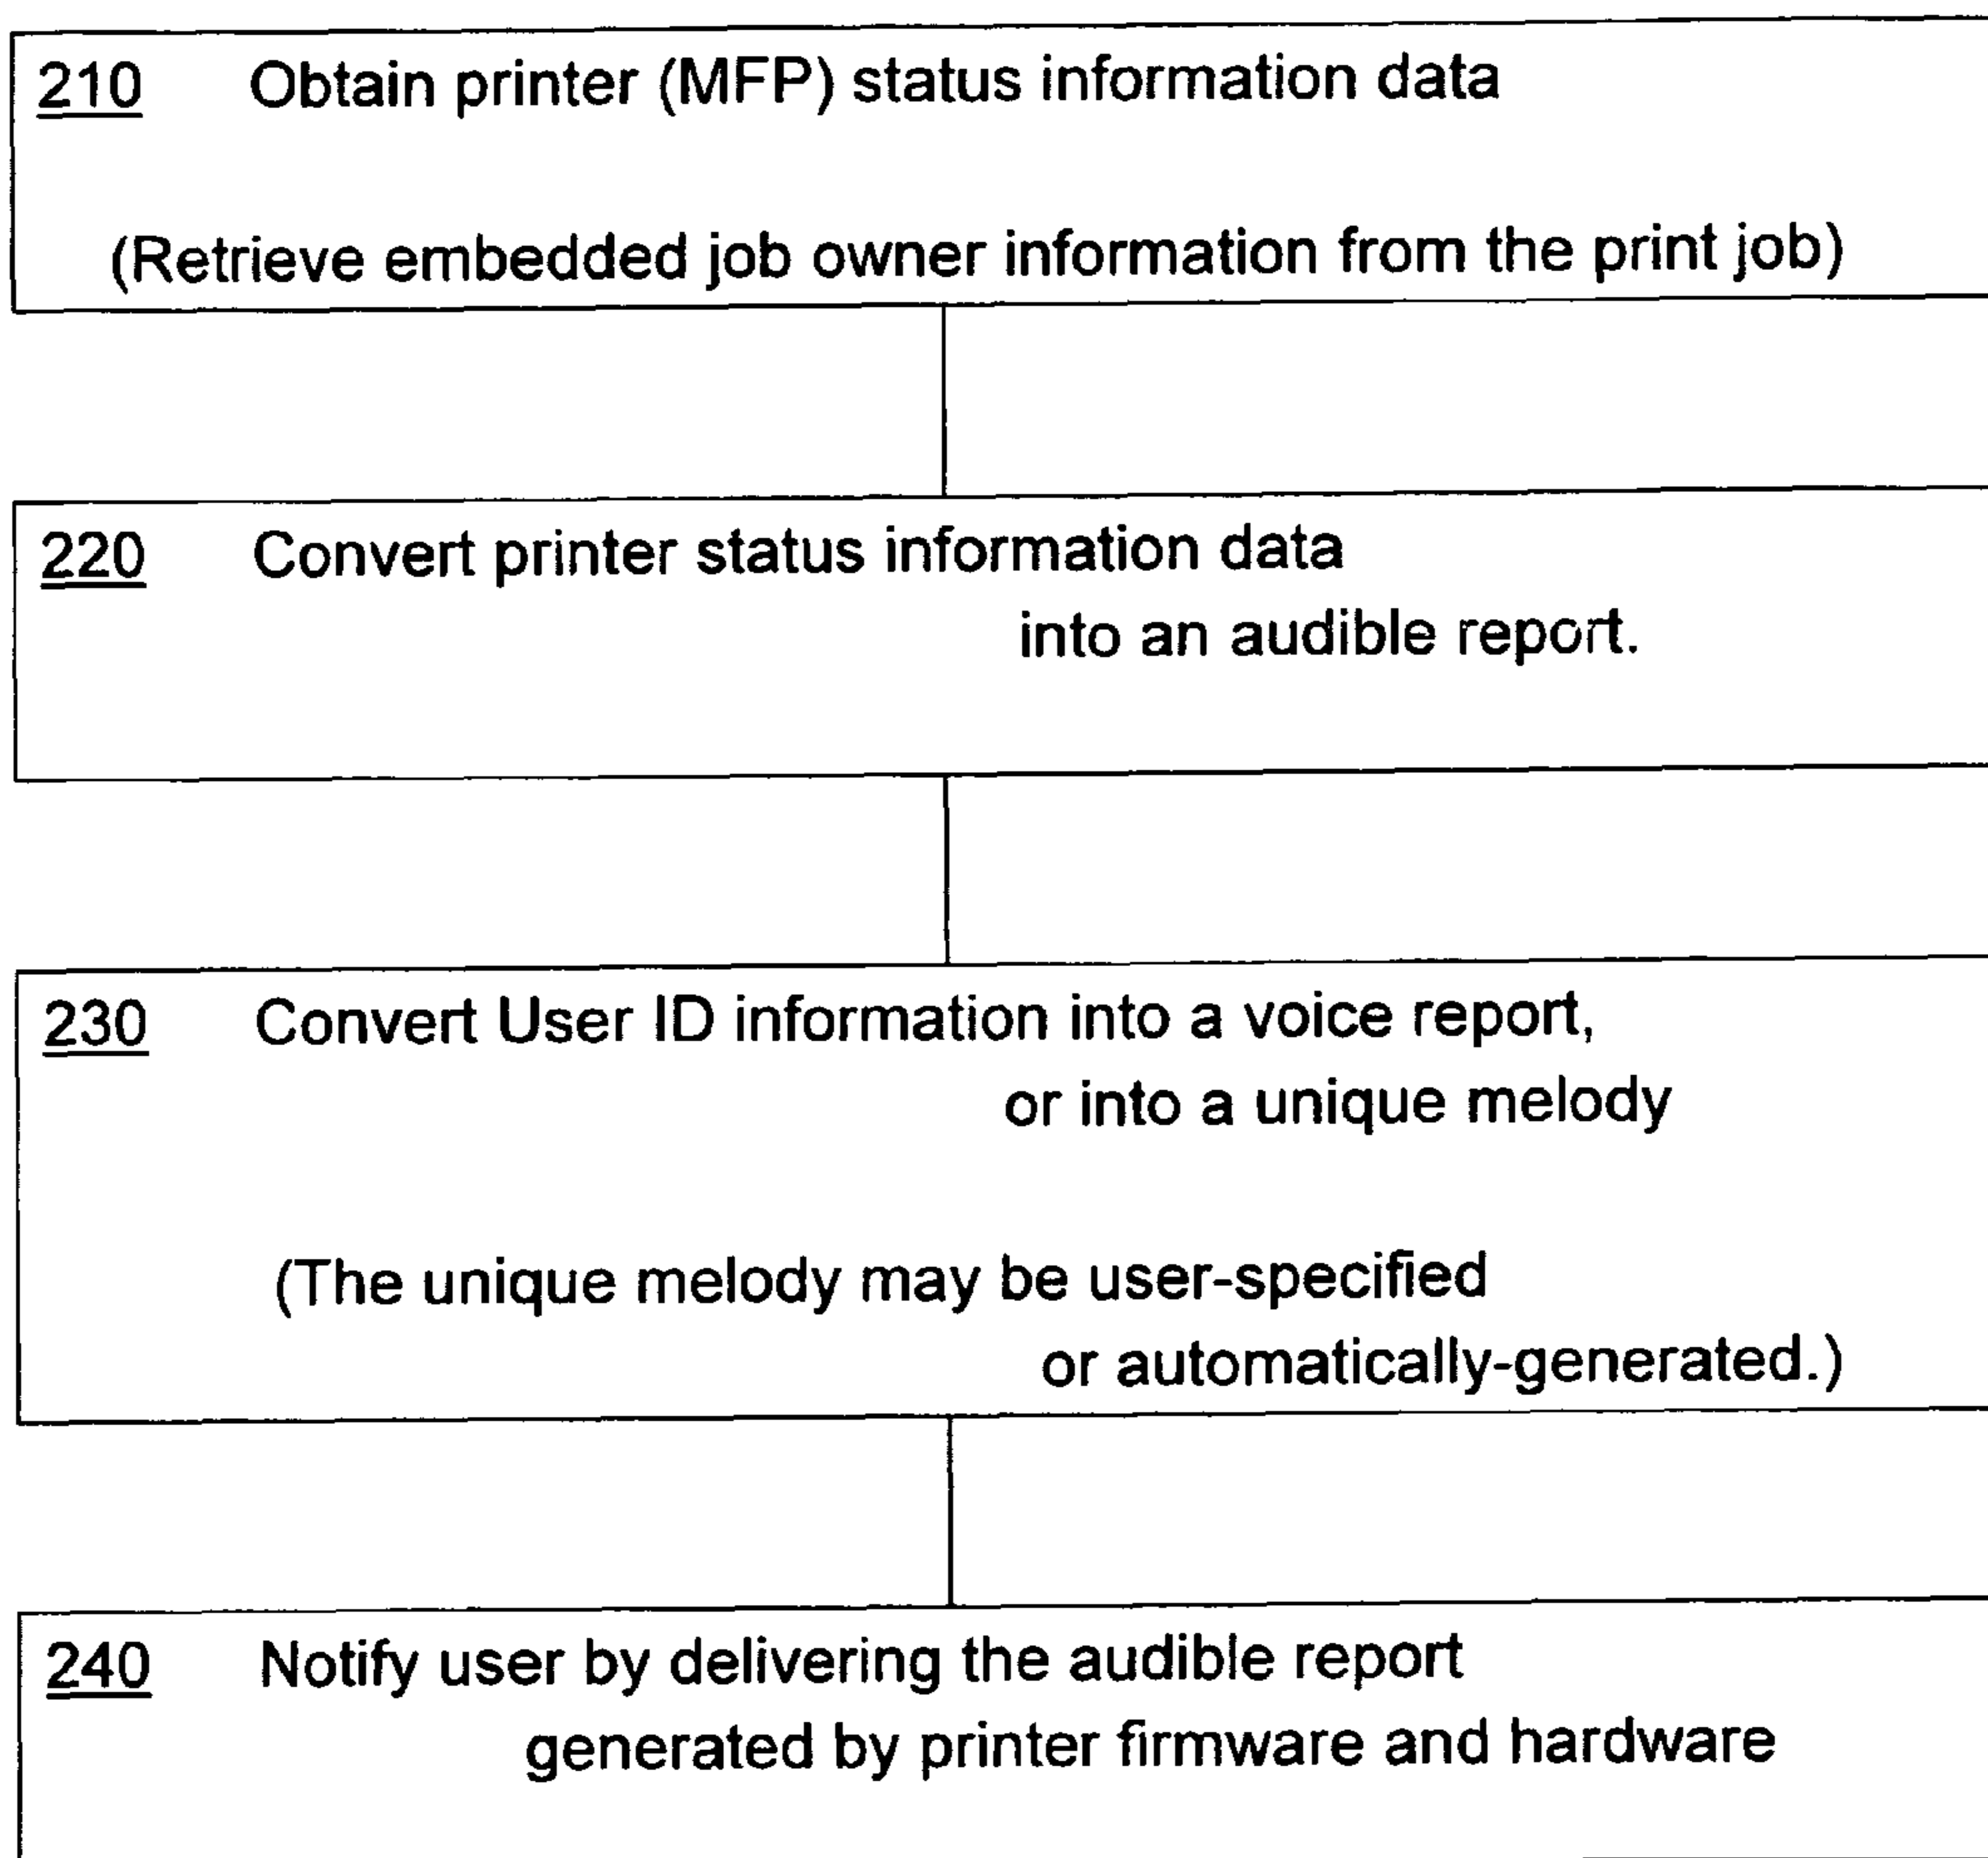 210 Obtain printer (MFP) status information data
(Retrieve embedded job owner information from the print job)
220 Convert printer status information data
into an audible report.
230 Convert User ID information into a voice report,
or into a unique melody
(The unique melody may be user-specified
or automatically-generated.)
240 Notify user by delivering the audible report
generated by printer firmware and hardware